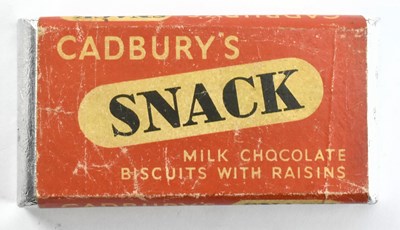 CADBURY'S
SNACK
MILK CHOCOLATE
BISCUITS WITH RAISINS